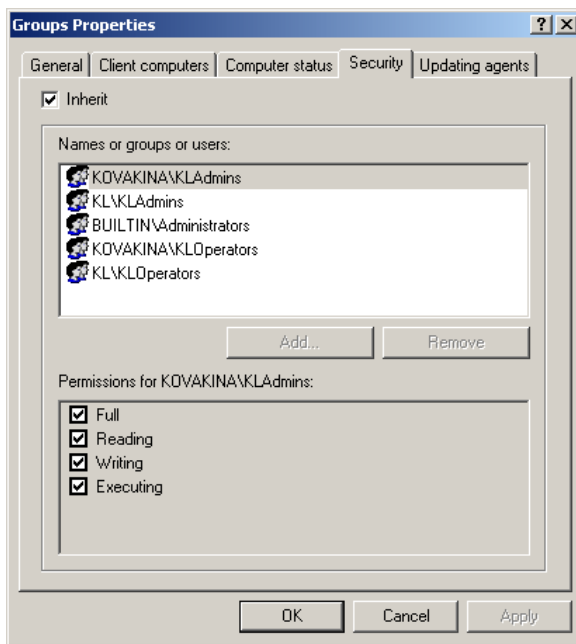 Groups Properties
General Client computers Computer status Security Updating agents
Inherit
Names or groups or users:
KOVAKINA\KLAdmins
KL\KLAdmins
BUILTIN\Administrators
KOVAKINA\KLOperators
KL\KLOperators
Add... Remove
Permissions for KOVAKINA\KLAdmins:
Full
Reading
Writing
Executing
OK Cancel Apply